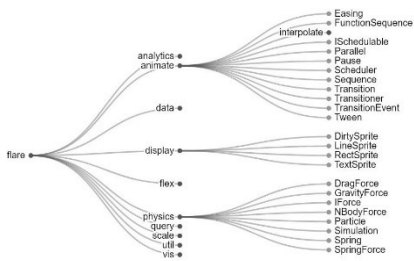 Easing
FunctionSequence
interpolate
ISchedulable
Parallel
Pause
Scheduler
Sequence
Transition
Transitioner
TransitionEvent
Tween
analytics
animate
data
DirtySprite
LineSprite
RectSprite
TextSprite
display
flare
flex
DragForce
GravityForce
IForce
NBodyForce
Particle
Simulation
Spring
SpringForce
physics
query
scale
util
vis